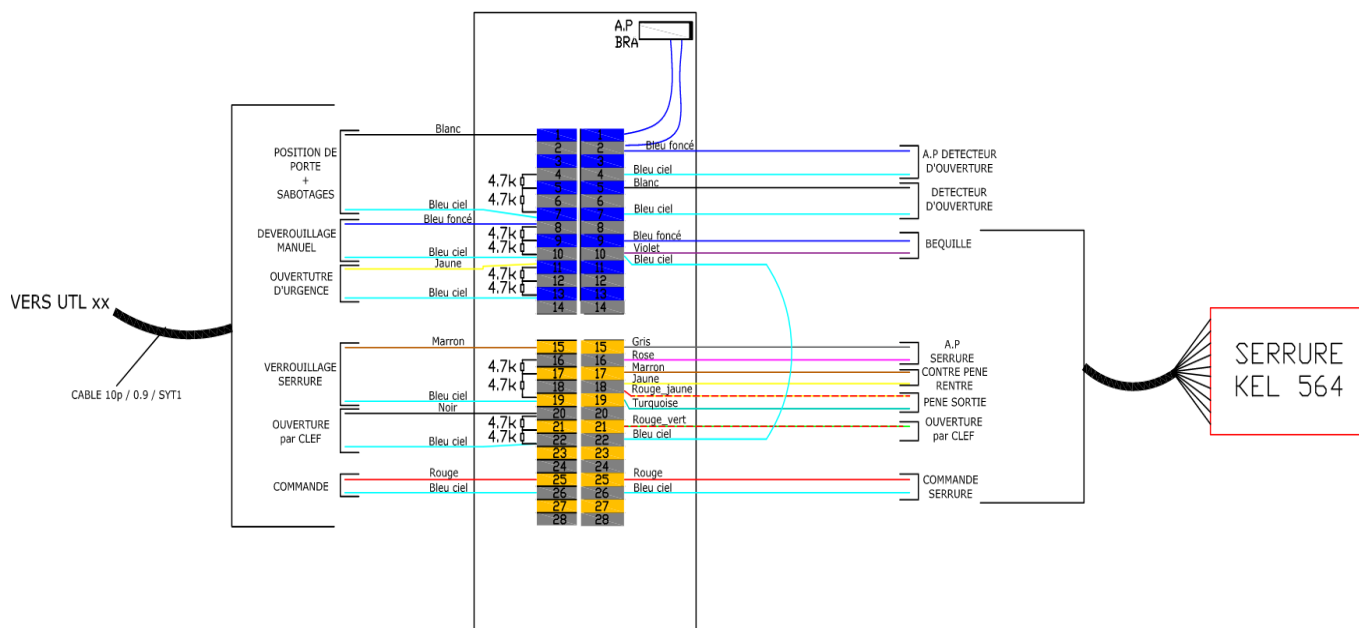 A.P
BRA
POSITION DE
PORTE
+
SABOTAGES
Blanc
Bleu ciel
DEVEROUILLAGE
MANUEL
Bleu foncé
Bleu ciel
OUVERTUTRE
D'URGENCE
Jaune
Bleu ciel
VERS UTL xx
CABLE 10p / 0.9 / SYT1
VERROUILLAGE
SERRURE
Marron
Bleu ciel
OUVERTURE
par CLEF
Noir
Bleu ciel
COMMANDE
Rouge
Bleu ciel
4.7k
4.7k
4.7k
4.7k
4.7k
4.7k
4.7k
4.7k
4.7k
4.7k
1 1
2 2
3 3
4 4
5 5
6 6
7 7
8 8
9 9
10 10
11 11
12 12
13 13
14 14
15 15
16 16
17 17
18 18
19 19
20 20
21 21
22 22
23 23
24 24
25 25
26 26
27 27
28 28
Bleu foncé
Bleu ciel
A.P DETECTEUR
D'OUVERTURE
Blanc
Bleu ciel
DETECTEUR
D'OUVERTURE
Bleu foncé
Violet
Bleu ciel
BEQUILLE
Gris
Rose
A.P
SERRURE
Marron
Jaune
CONTRE PENE
RENTRE
Rouge_jaune
Turquoise
PENE SORTIE
Rouge_vert
Bleu ciel
OUVERTURE
par CLEF
Rouge
Bleu ciel
COMMANDE
SERRURE
SERRURE
KEL 564